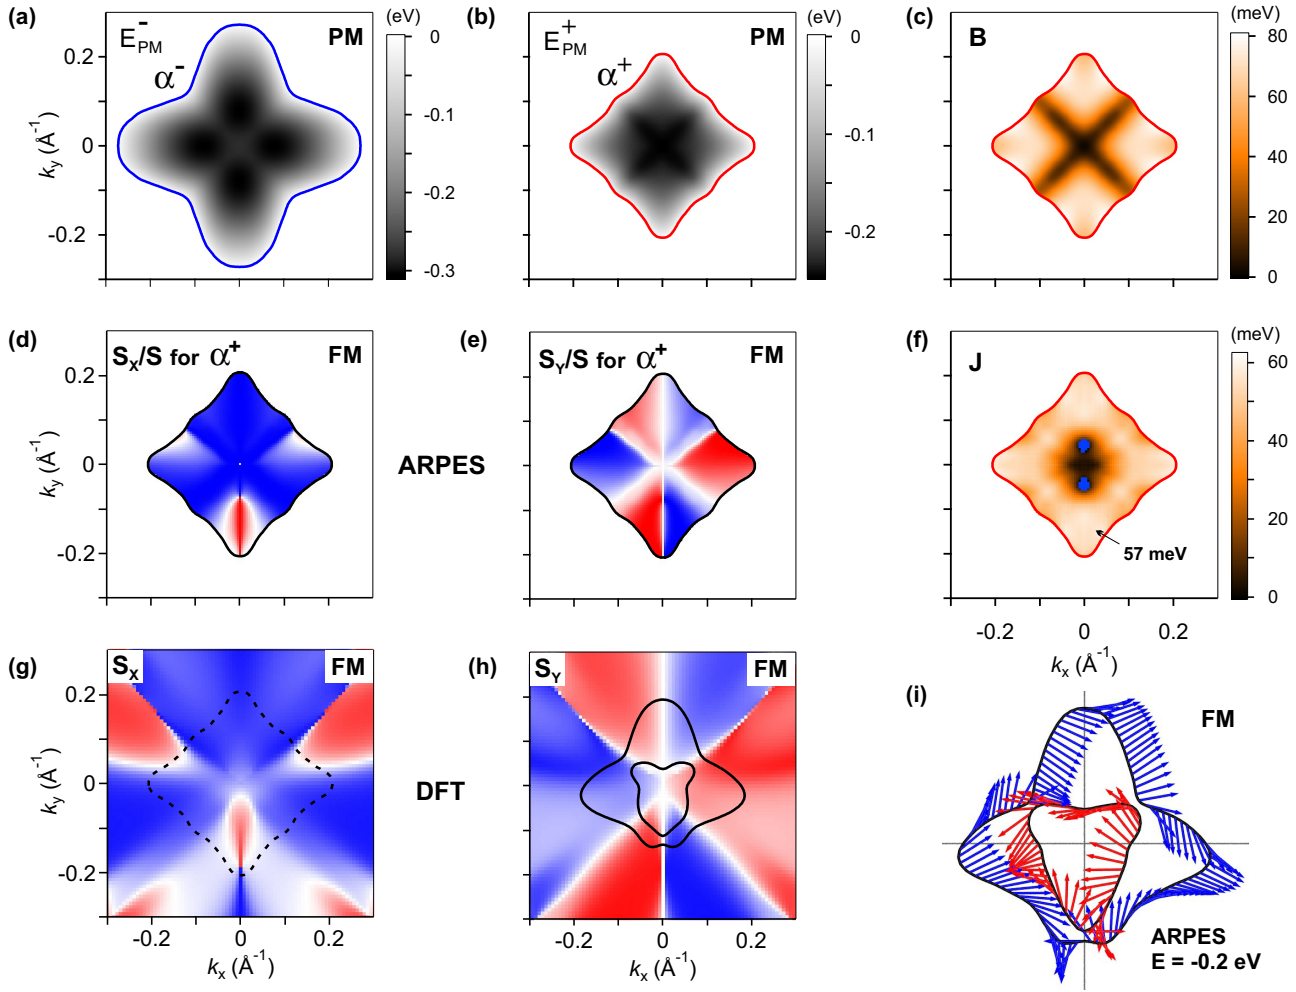 (a)
E⁻PM
PM
α⁻
(eV)
0
-0.1
-0.2
-0.3
0.2
0
-0.2
ky (Å⁻¹)
(b)
E⁺PM
PM
α⁺
(eV)
0
-0.1
-0.2
(c)
B
(meV)
80
60
40
20
0
(d)
SX/S for α⁺
FM
0.2
0
-0.2
ky (Å⁻¹)
ARPES
(e)
SY/S for α⁺
FM
(f)
J
57 meV
(meV)
60
40
20
0
-0.2
0
0.2
kx (Å⁻¹)
(g)
SX
FM
0.2
0
-0.2
ky (Å⁻¹)
-0.2
0
0.2
kx (Å⁻¹)
DFT
(h)
SY
FM
-0.2
0
0.2
kx (Å⁻¹)
(i)
FM
ARPES
E = -0.2 eV